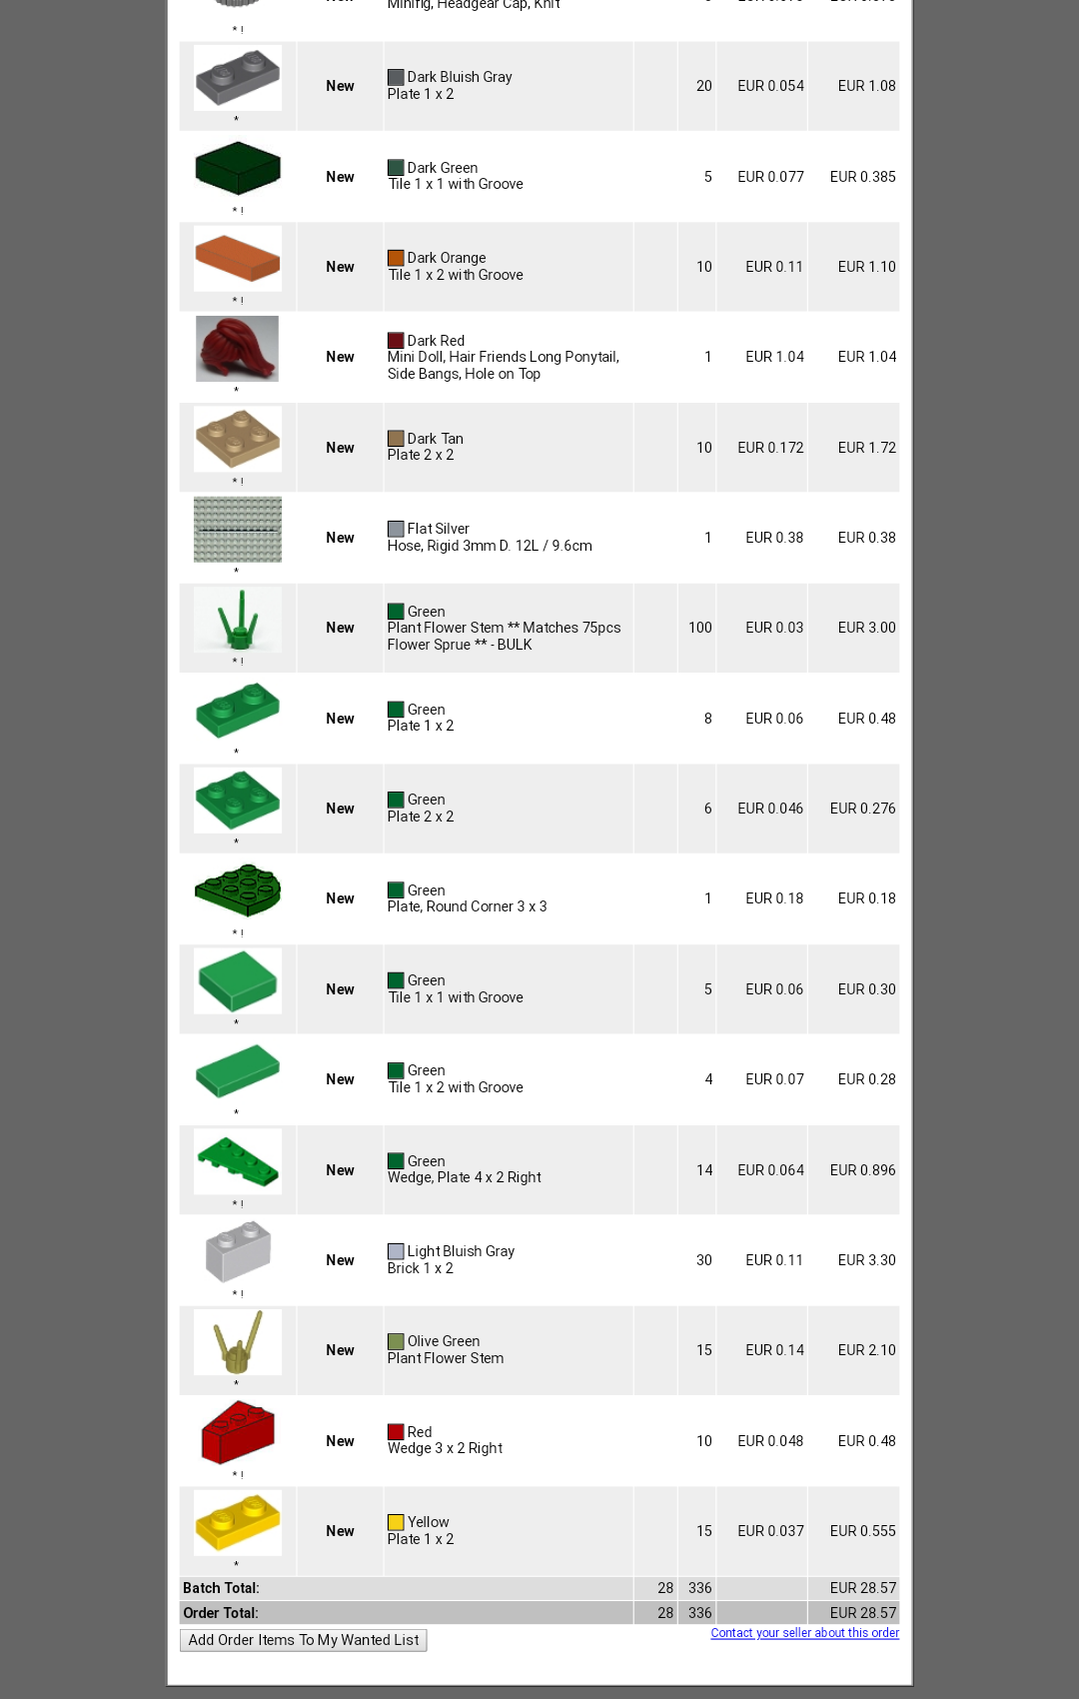 Minifig, Headgear Cap, Knit
* !
New Dark Bluish Gray 20 EUR 0.054 EUR 1.08
Plate 1 x 2
*
New Dark Green 5 EUR 0.077 EUR 0.385
Tile 1 x 1 with Groove
* !
New Dark Orange 10 EUR 0.11 EUR 1.10
Tile 1 x 2 with Groove
* !
New Dark Red 1 EUR 1.04 EUR 1.04
Mini Doll, Hair Friends Long Ponytail,
Side Bangs, Hole on Top
*
New Dark Tan 10 EUR 0.172 EUR 1.72
Plate 2 x 2
* !
New Flat Silver 1 EUR 0.38 EUR 0.38
Hose, Rigid 3mm D. 12L / 9.6cm
*
New Green 100 EUR 0.03 EUR 3.00
Plant Flower Stem ** Matches 75pcs
Flower Sprue ** - BULK
* !
New Green 8 EUR 0.06 EUR 0.48
Plate 1 x 2
*
New Green 6 EUR 0.046 EUR 0.276
Plate 2 x 2
*
New Green 1 EUR 0.18 EUR 0.18
Plate, Round Corner 3 x 3
* !
New Green 5 EUR 0.06 EUR 0.30
Tile 1 x 1 with Groove
*
New Green 4 EUR 0.07 EUR 0.28
Tile 1 x 2 with Groove
*
New Green 14 EUR 0.064 EUR 0.896
Wedge, Plate 4 x 2 Right
* !
New Light Bluish Gray 30 EUR 0.11 EUR 3.30
Brick 1 x 2
* !
New Olive Green 15 EUR 0.14 EUR 2.10
Plant Flower Stem
*
New Red 10 EUR 0.048 EUR 0.48
Wedge 3 x 2 Right
* !
New Yellow 15 EUR 0.037 EUR 0.555
Plate 1 x 2
*
Batch Total: 28 336 EUR 28.57
Order Total: 28 336 EUR 28.57
Contact your seller about this order
Add Order Items To My Wanted List